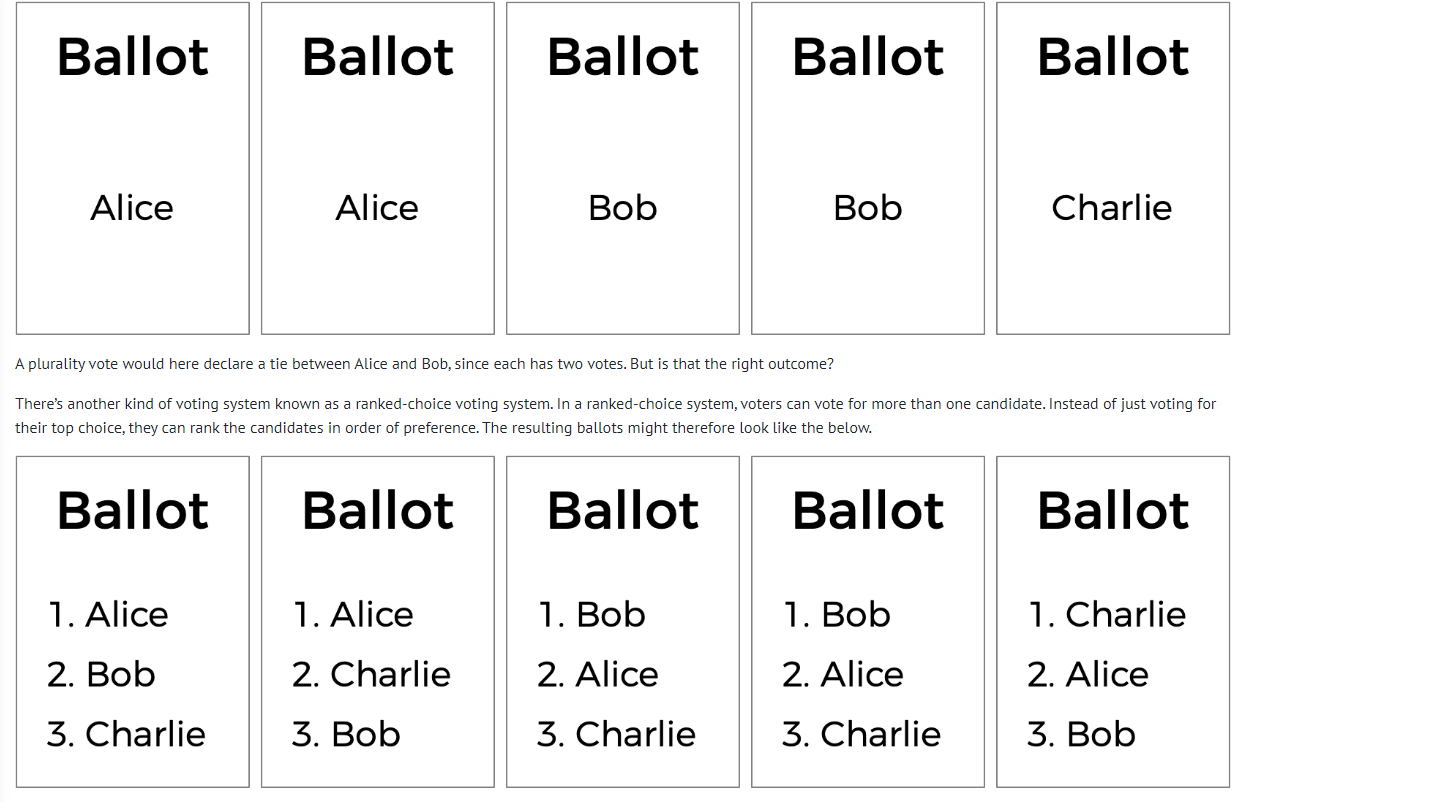 Ballot Ballot Ballot Ballot Ballot
Alice Alice Bob Bob Charlie
A plurality vote would here declare a tie between Alice and Bob, since each has two votes. But is that the right outcome?
There's another kind of voting system known as a ranked-choice voting system. In a ranked-choice system, voters can vote for more than one candidate. Instead of just voting for
their top choice, they can rank the candidates in order of preference. The resulting ballots might therefore look like the below.
Ballot
1. Alice
2. Bob
3. Charlie
Ballot
1. Alice
2. Charlie
3. Bob
Ballot
1. Bob
2. Alice
3. Charlie
Ballot
1. Bob
2. Alice
3. Charlie
Ballot
1. Charlie
2. Alice
3. Bob